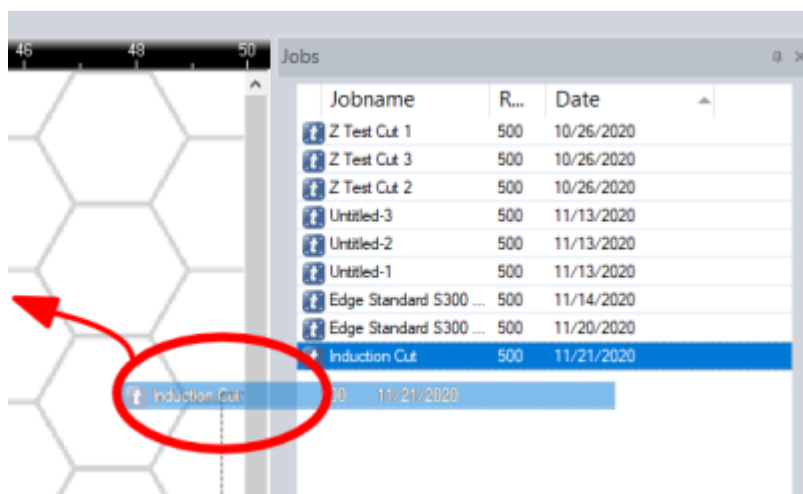 46 48 50
Jobs
Jobname R... Date
t Z Test Cut 1 500 10/26/2020
t Z Test Cut 3 500 10/26/2020
t Z Test Cut 2 500 10/26/2020
t Untitled-3 500 11/13/2020
t Untitled-2 500 11/13/2020
t Untitled-1 500 11/13/2020
t Edge Standard S300 ... 500 11/14/2020
t Edge Standard S300 ... 500 11/20/2020
t Induction Cut 500 11/21/2020
t Induction Cut 00 11/21/2020